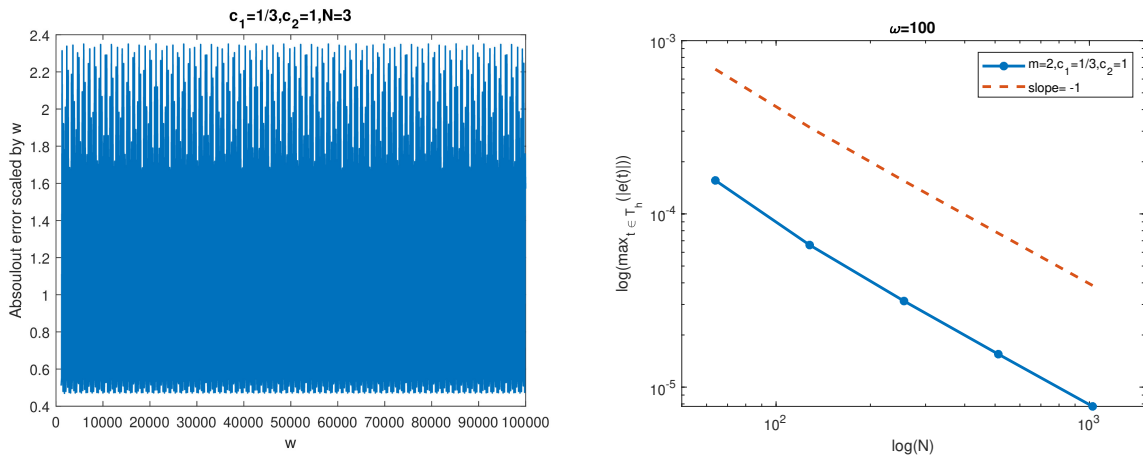 c₁=1/3,c₂=1,N=3
Absoulout error scaled by w
2.4
2.2
2
1.8
1.6
1.4
1.2
1
0.8
0.6
0.4
0 10000 20000 30000 40000 50000 60000 70000 80000 90000 100000
w
ω=100
log(max_{t ∈ T_h}(|e(t)|))
10⁻³
10⁻⁴
10⁻⁵
m=2,c₁=1/3,c₂=1
slope= -1
10² 10³
log(N)